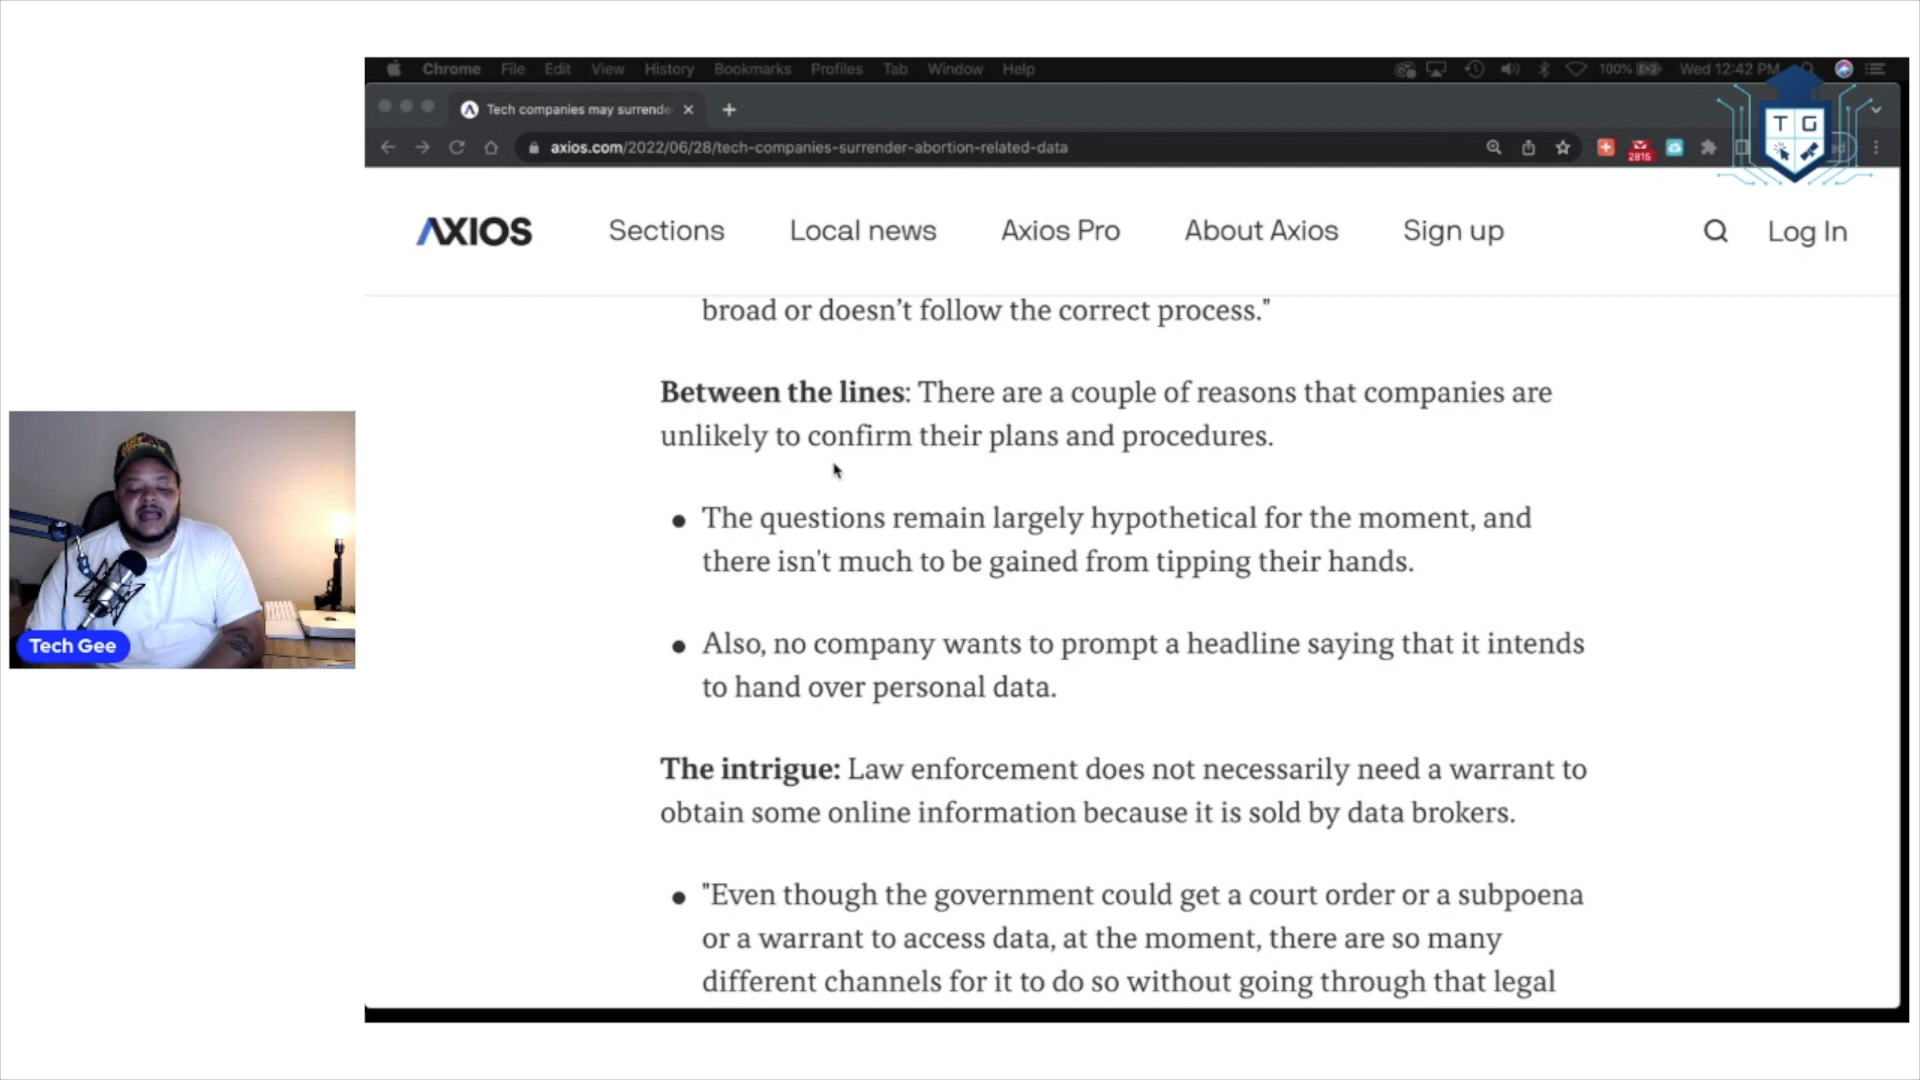 Chrome File Edit View History Bookmarks Profiles Tab Window Help 100% Wed 12:42 PM
Tech companies may surrende
axios.com/2022/06/28/tech-companies-surrender-abortion-related-data
2815
T G
AXIOS Sections Local news Axios Pro About Axios Sign up Log In
broad or doesn’t follow the correct process."
Between the lines: There are a couple of reasons that companies are
unlikely to confirm their plans and procedures.
• The questions remain largely hypothetical for the moment, and
there isn't much to be gained from tipping their hands.
• Also, no company wants to prompt a headline saying that it intends
to hand over personal data.
The intrigue: Law enforcement does not necessarily need a warrant to
obtain some online information because it is sold by data brokers.
• "Even though the government could get a court order or a subpoena
or a warrant to access data, at the moment, there are so many
different channels for it to do so without going through that legal
Tech Gee